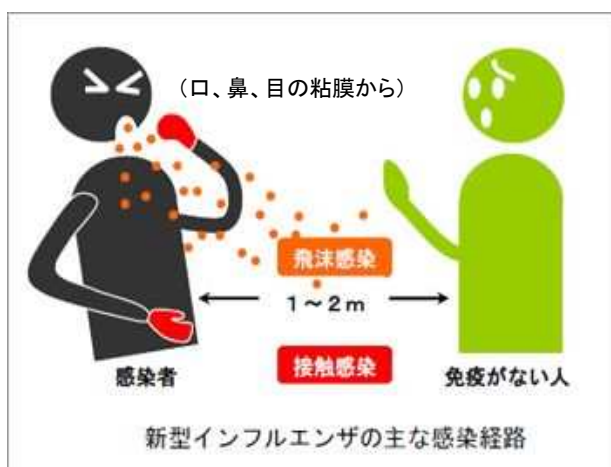 （口、鼻、目の粘膜から）
飛沫感染
１～２ｍ
接触感染
感染者
免疫がない人
新型インフルエンザの主な感染経路